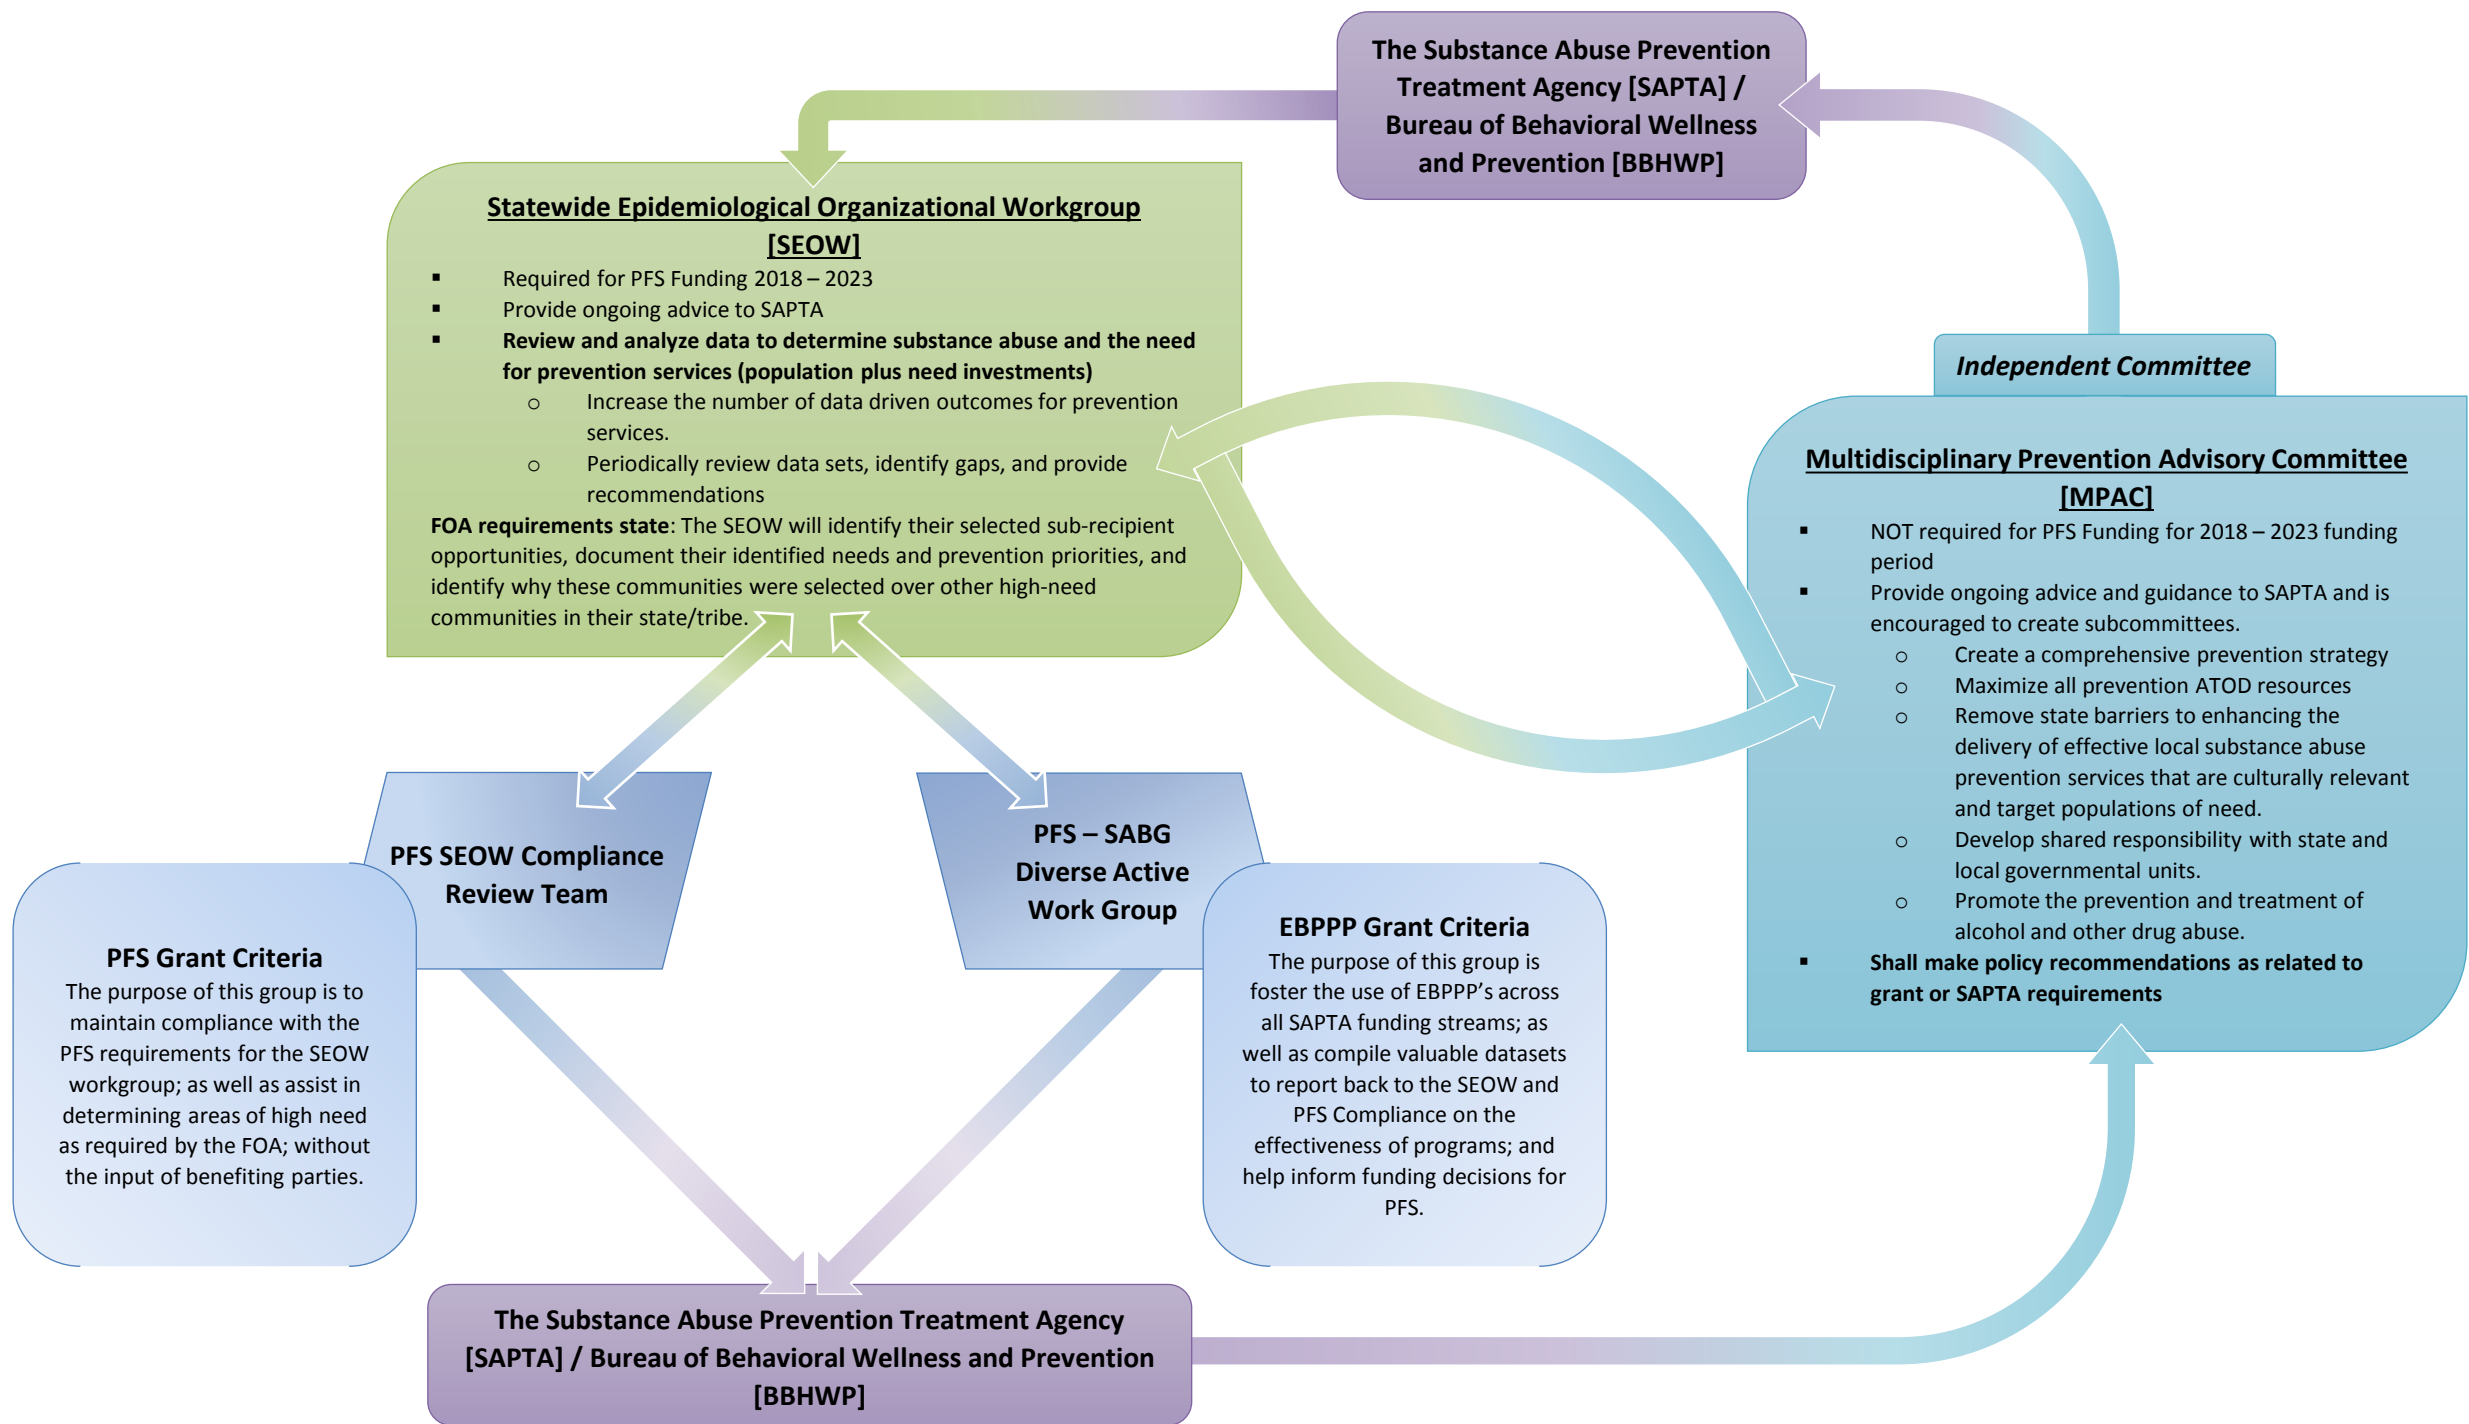 The Substance Abuse Prevention
Treatment Agency [SAPTA] /
Bureau of Behavioral Wellness
and Prevention [BBHWP]
Statewide Epidemiological Organizational Workgroup
[SEOW]
▪ Required for PFS Funding 2018 – 2023
▪ Provide ongoing advice to SAPTA
▪ Review and analyze data to determine substance abuse and the need
for prevention services (population plus need investments)
o Increase the number of data driven outcomes for prevention
services.
o Periodically review data sets, identify gaps, and provide
recommendations
FOA requirements state: The SEOW will identify their selected sub-recipient
opportunities, document their identified needs and prevention priorities, and
identify why these communities were selected over other high-need
communities in their state/tribe.
Independent Committee
Multidisciplinary Prevention Advisory Committee
[MPAC]
▪ NOT required for PFS Funding for 2018 – 2023 funding
period
▪ Provide ongoing advice and guidance to SAPTA and is
encouraged to create subcommittees.
o Create a comprehensive prevention strategy
o Maximize all prevention ATOD resources
o Remove state barriers to enhancing the
delivery of effective local substance abuse
prevention services that are culturally relevant
and target populations of need.
o Develop shared responsibility with state and
local governmental units.
o Promote the prevention and treatment of
alcohol and other drug abuse.
▪ Shall make policy recommendations as related to
grant or SAPTA requirements
PFS SEOW Compliance
Review Team
PFS – SABG
Diverse Active
Work Group
PFS Grant Criteria
The purpose of this group is to
maintain compliance with the
PFS requirements for the SEOW
workgroup; as well as assist in
determining areas of high need
as required by the FOA; without
the input of benefiting parties.
EBPPP Grant Criteria
The purpose of this group is
foster the use of EBPPP’s across
all SAPTA funding streams; as
well as compile valuable datasets
to report back to the SEOW and
PFS Compliance on the
effectiveness of programs; and
help inform funding decisions for
PFS.
The Substance Abuse Prevention Treatment Agency
[SAPTA] / Bureau of Behavioral Wellness and Prevention
[BBHWP]